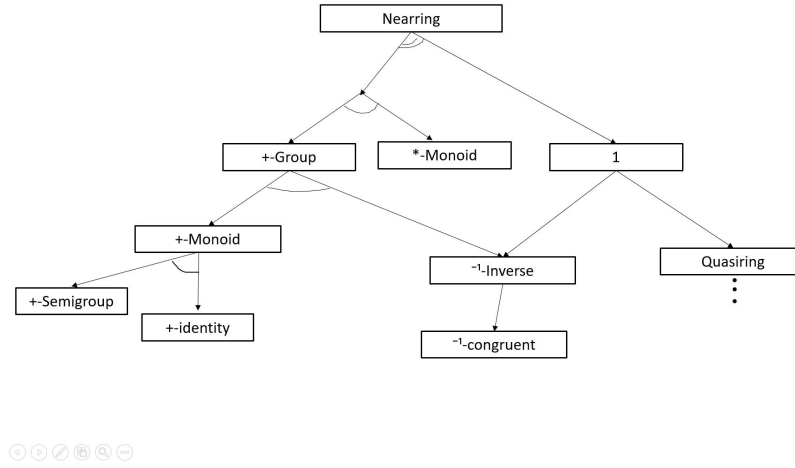 Nearring
+-Group
*-Monoid
1
+-Monoid
⁻¹-Inverse
Quasiring
+-Semigroup
+-identity
⁻¹-congruent